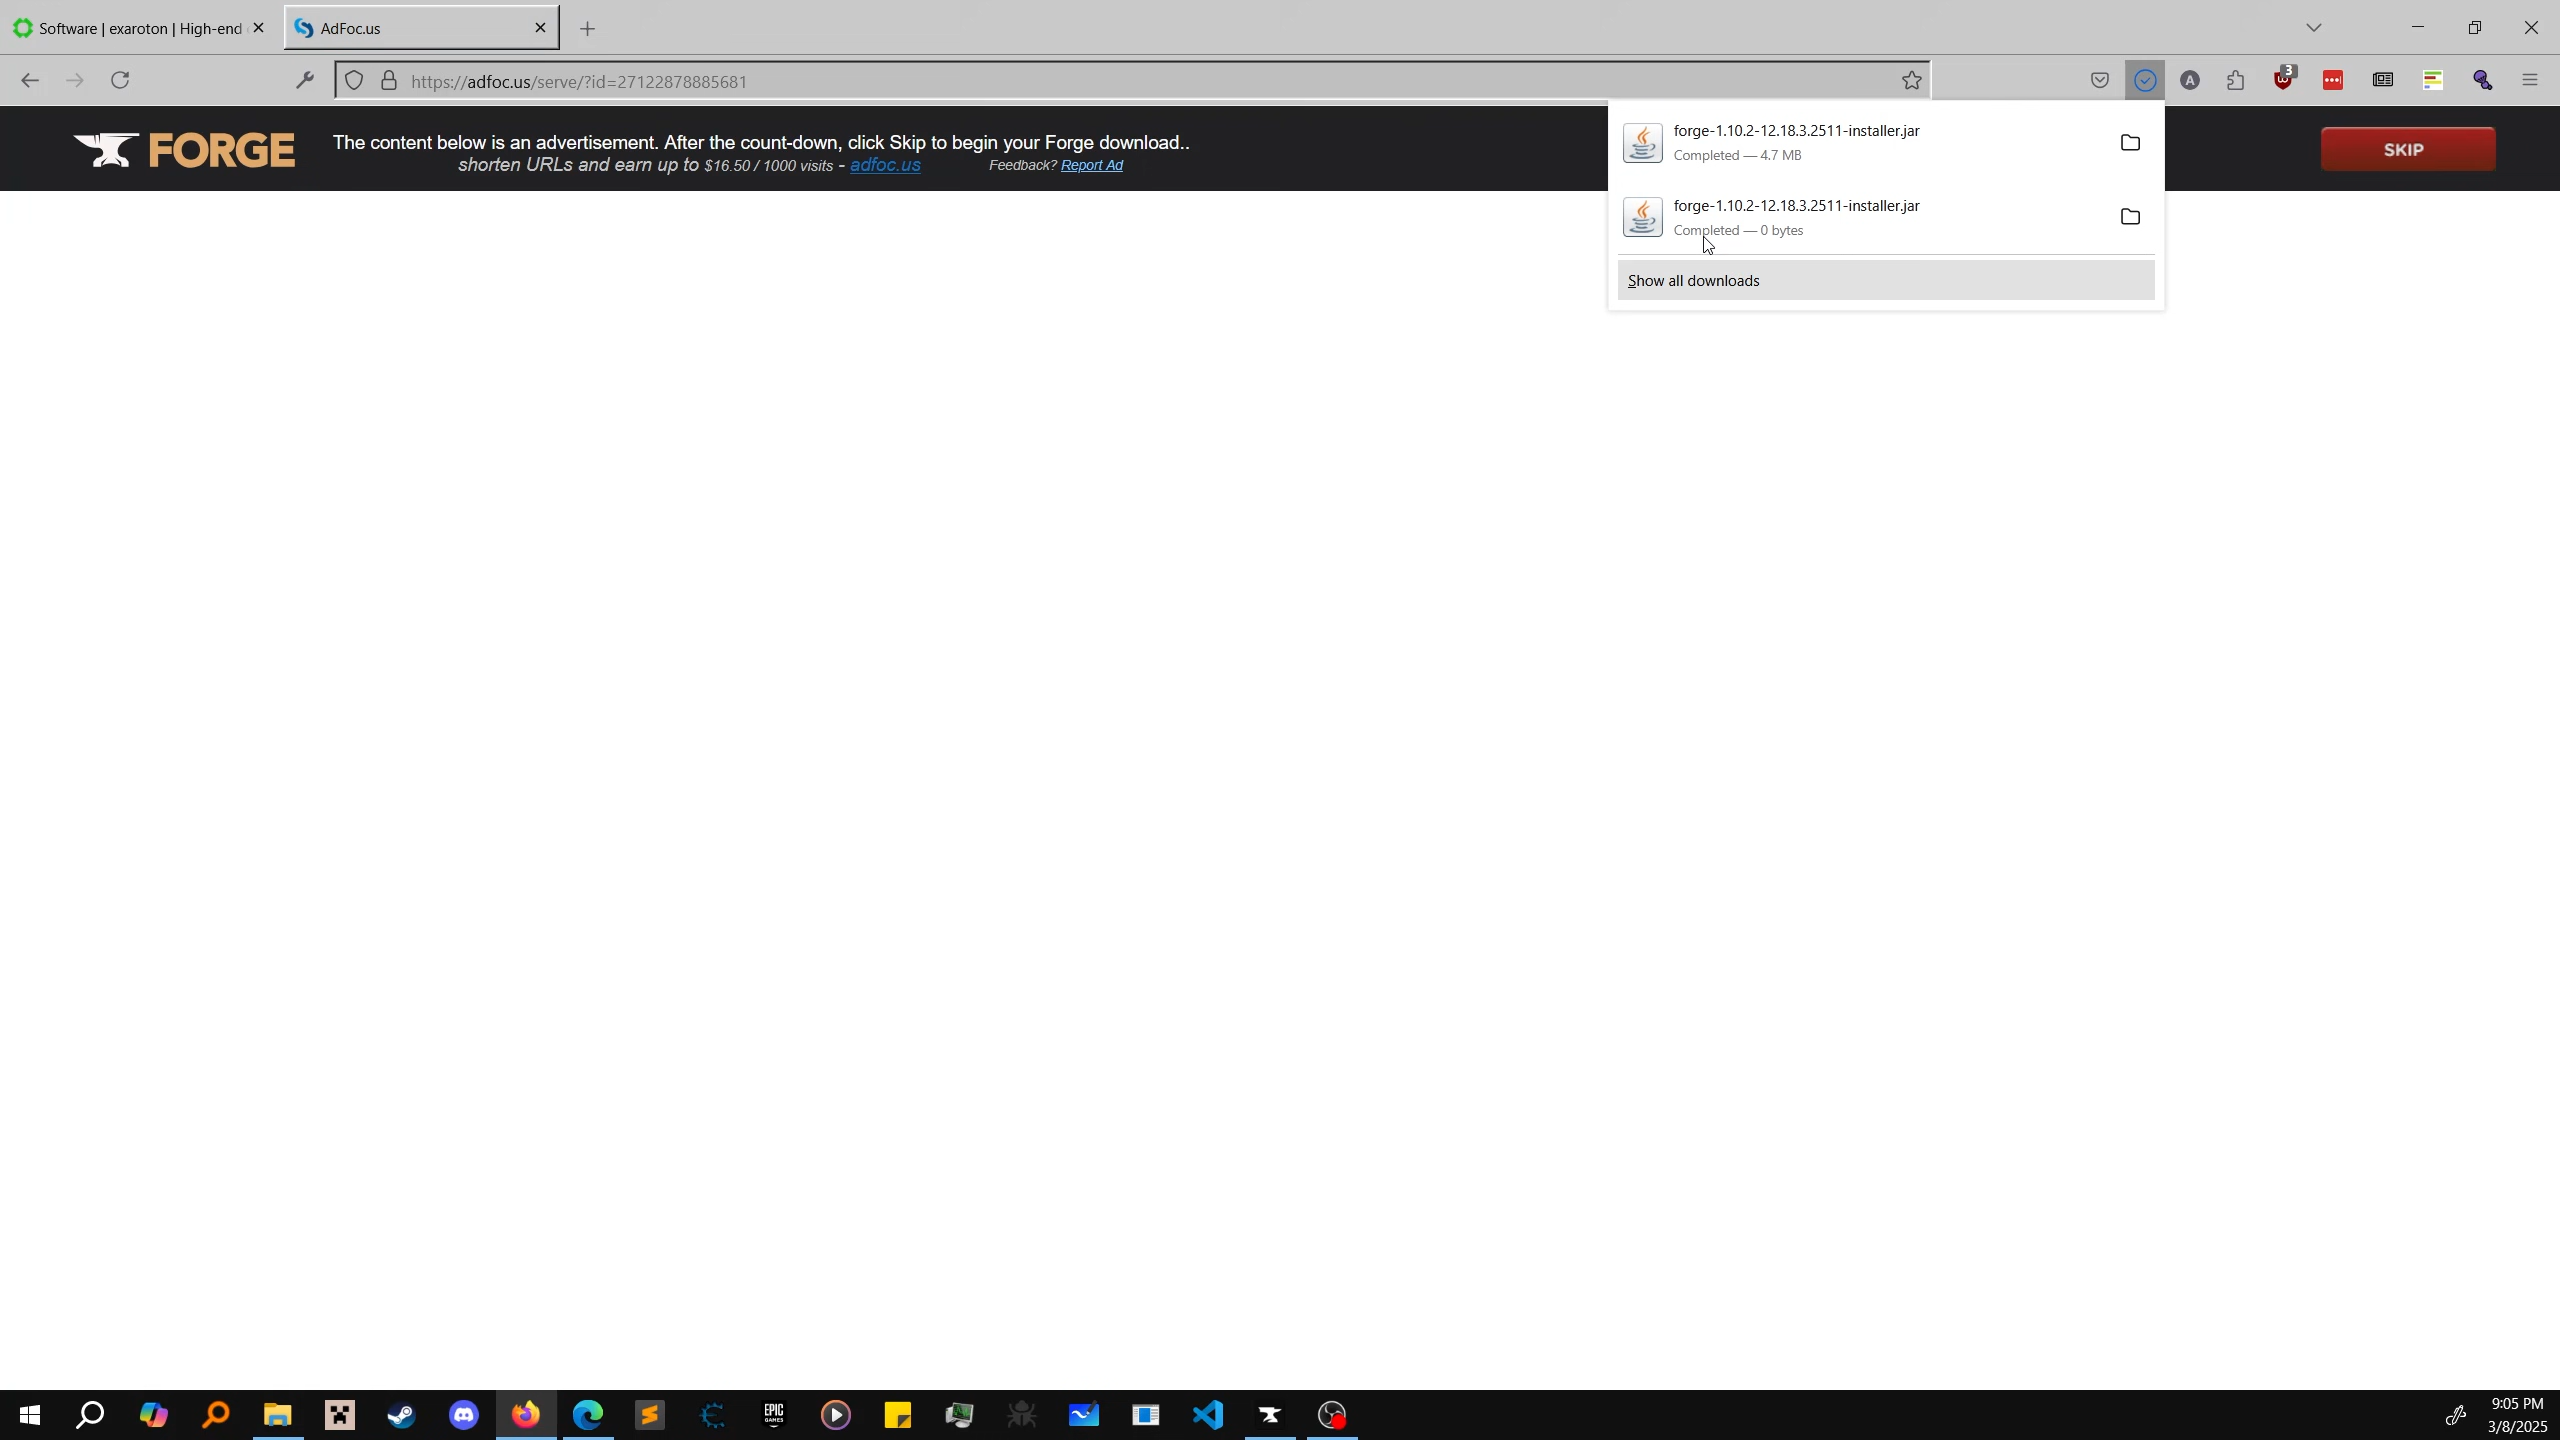 Software | exaroton | High-end
AdFoc.us
https://adfoc.us/serve/?id=27122878885681
A
3
FORGE
The content below is an advertisement. After the count-down, click Skip to begin your Forge download..
shorten URLs and earn up to $16.50 / 1000 visits - adfoc.us
Feedback? Report Ad
SKIP
forge-1.10.2-12.18.3.2511-installer.jar
Completed — 4.7 MB
forge-1.10.2-12.18.3.2511-installer.jar
Completed — 0 bytes
Show all downloads
EPIC
GAMES
9:05 PM
3/8/2025